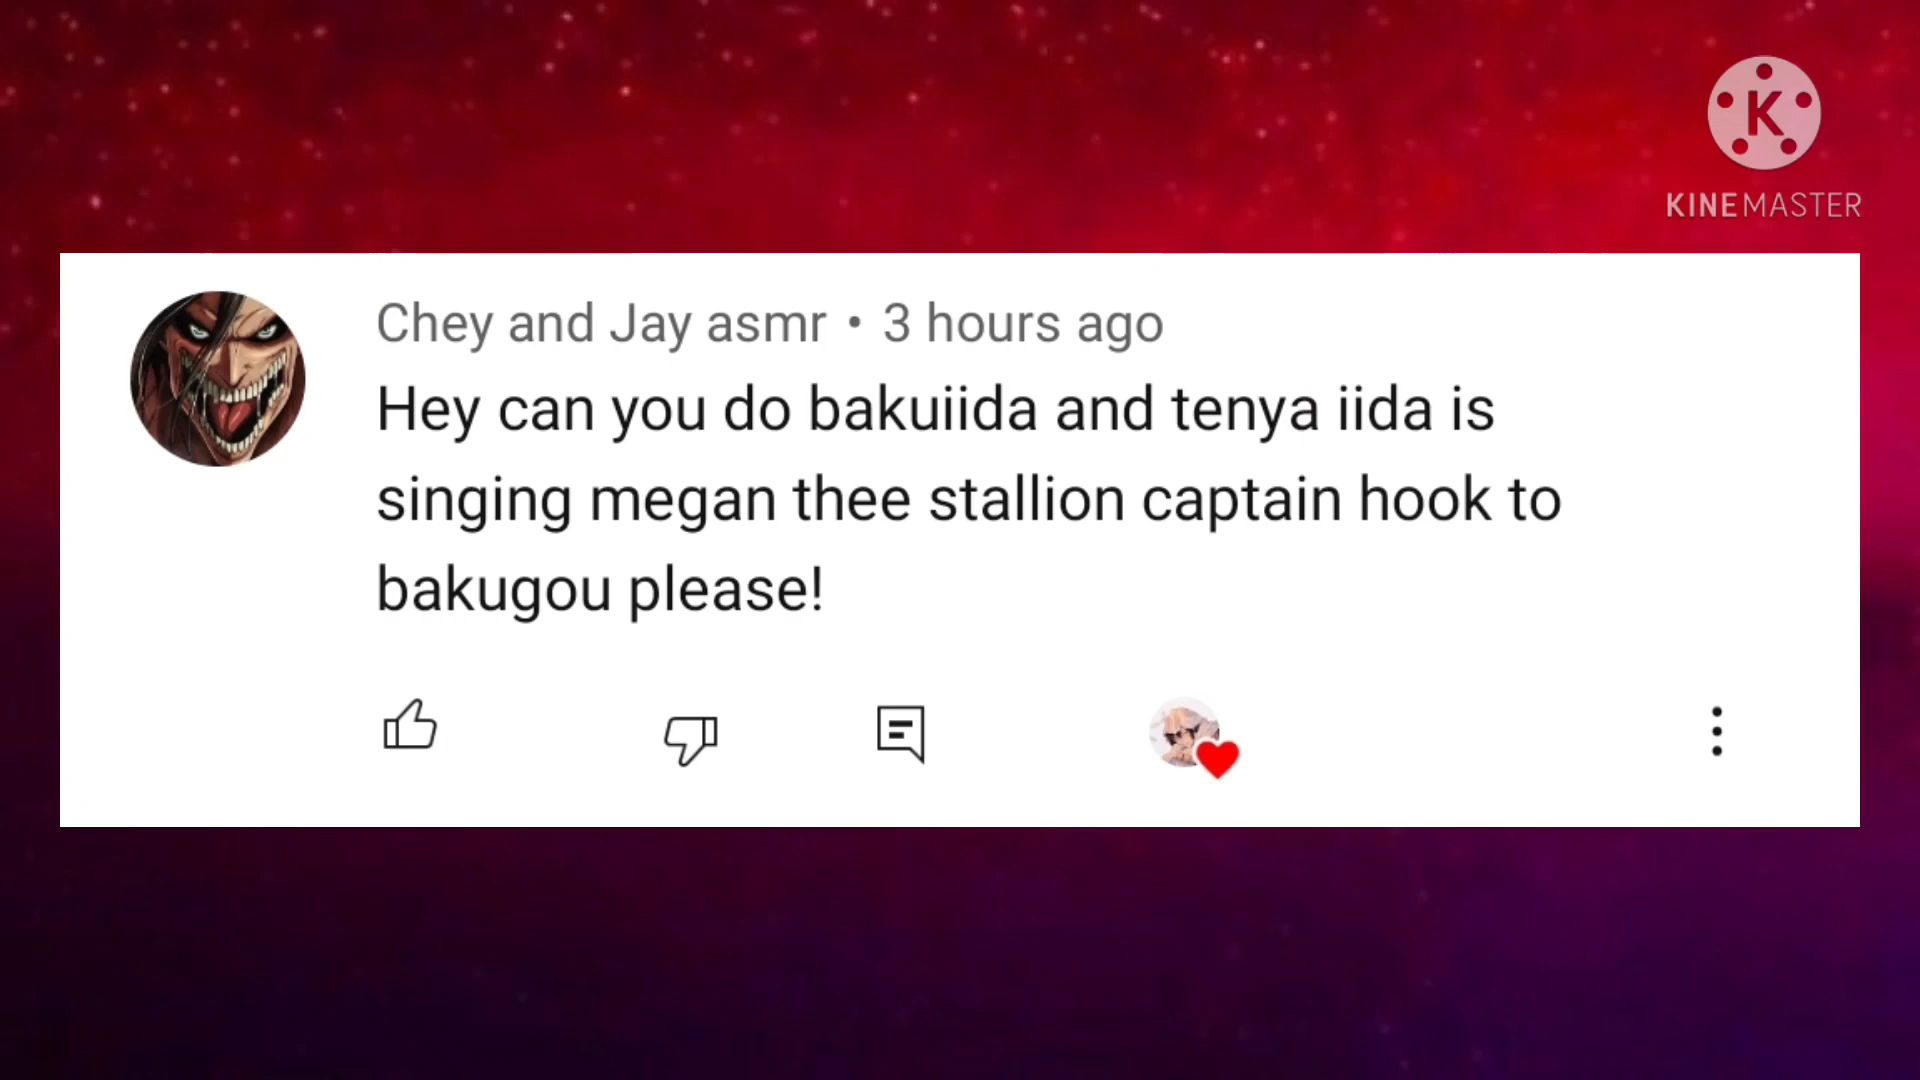 K
KINEMASTER
Chey and Jay asmr • 3 hours ago
Hey can you do bakuiida and tenya iida is
singing megan thee stallion captain hook to
bakugou please!